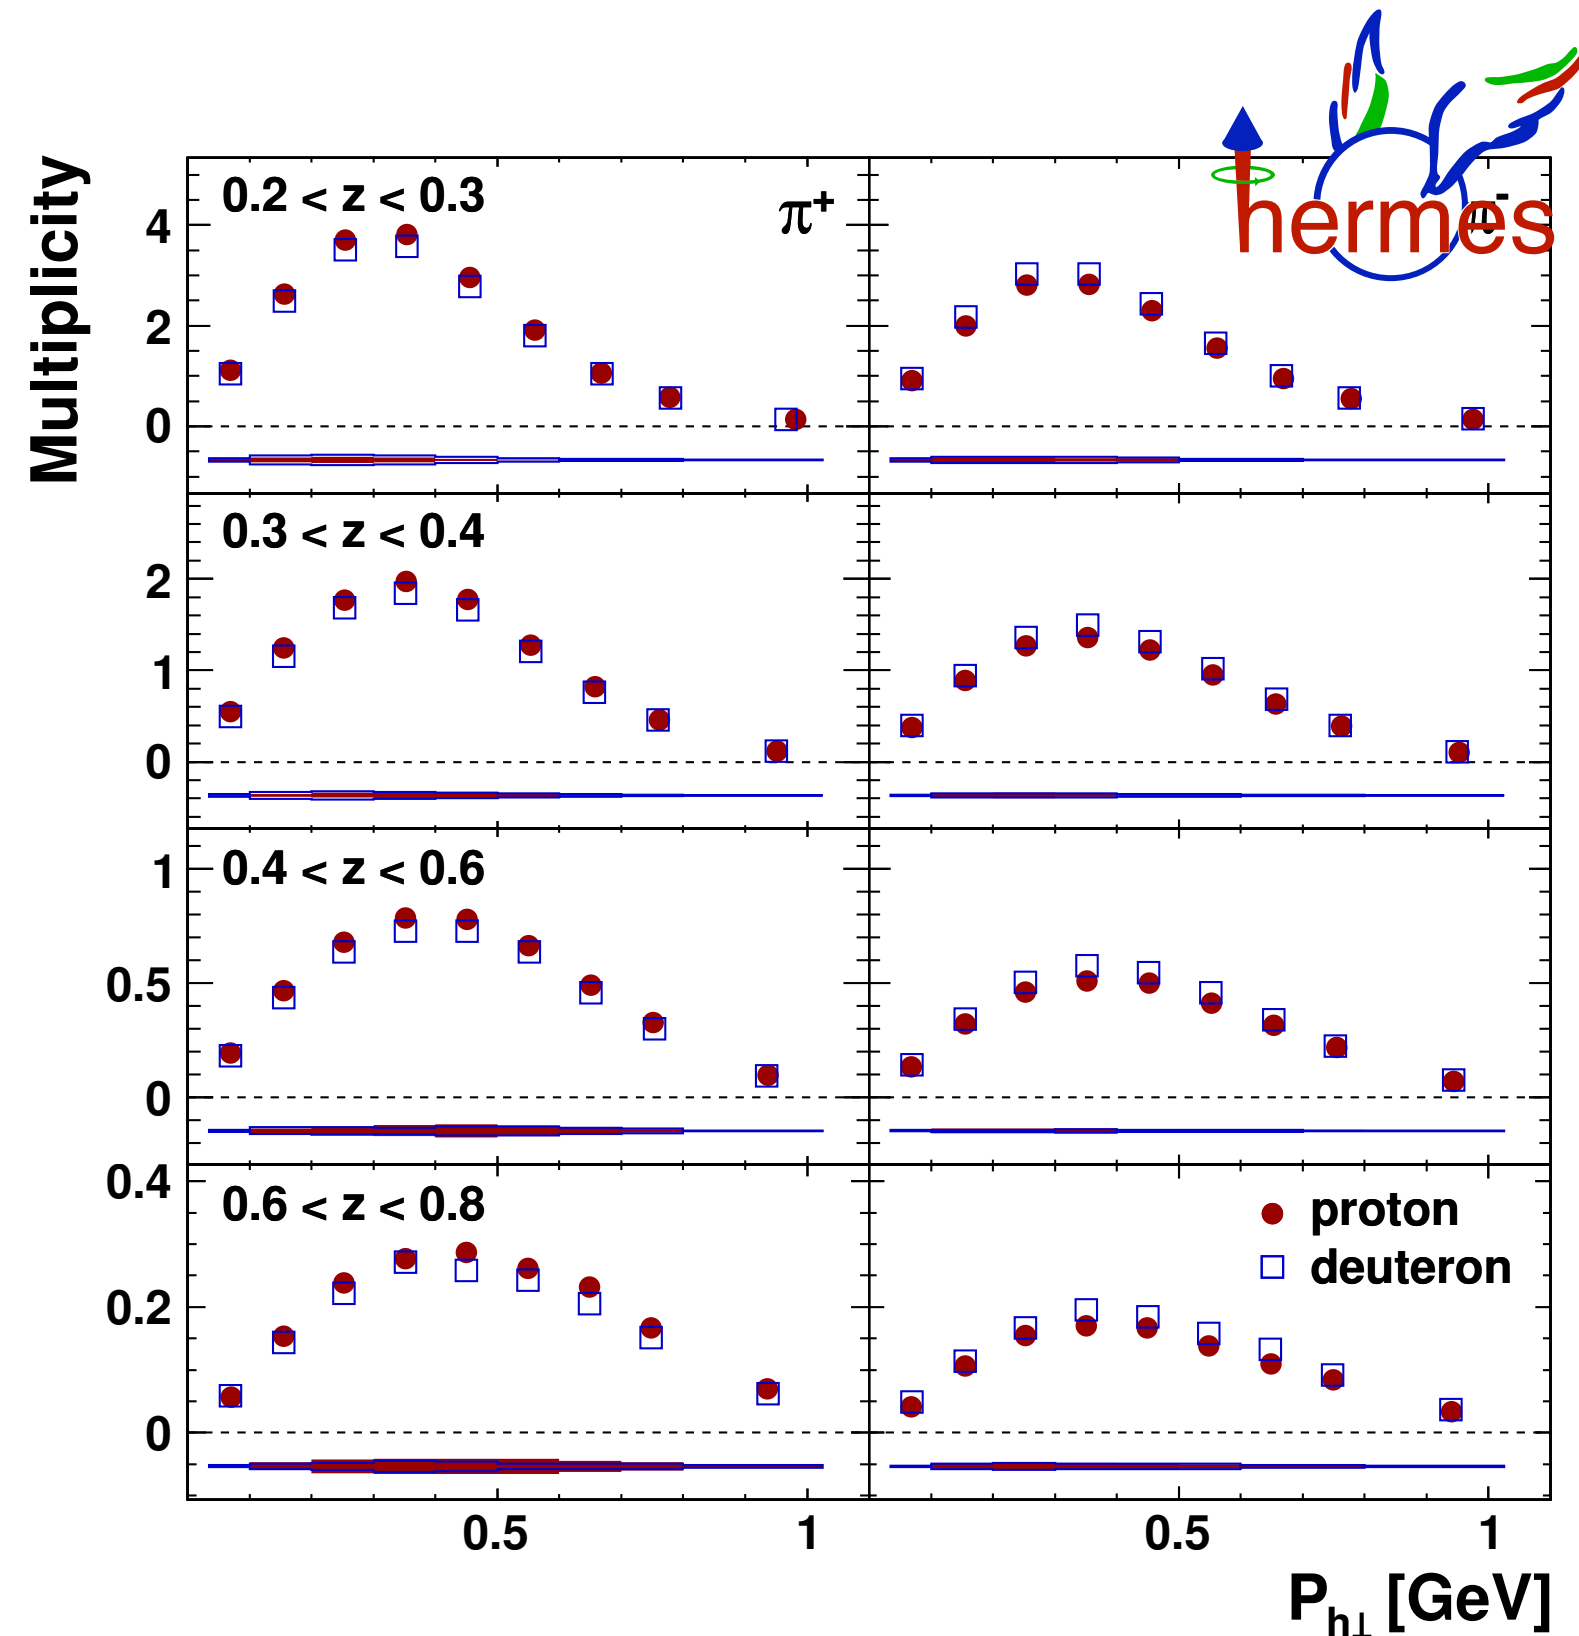 Multiplicity
hermes
0.2 < z < 0.3
π+
π-
4
2
0
0.3 < z < 0.4
2
1
0
0.4 < z < 0.6
1
0.5
0
0.6 < z < 0.8
0.4
0.2
0
proton
deuteron
0.5
1
0.5
1
Ph⊥ [GeV]